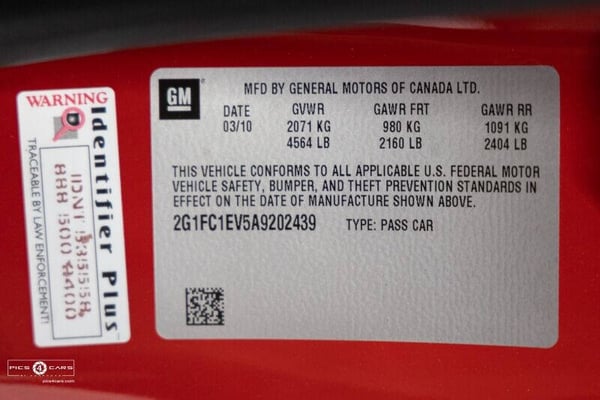 GM
MFD BY GENERAL MOTORS OF CANADA LTD.
DATE GVWR GAWR FRT GAWR RR
03/10 2071 KG 980 KG 1091 KG
4564 LB 2160 LB 2404 LB
THIS VEHICLE CONFORMS TO ALL APPLICABLE U.S. FEDERAL MOTOR
VEHICLE SAFETY, BUMPER, AND THEFT PREVENTION STANDARDS IN
EFFECT ON THE DATE OF MANUFACTURE SHOWN ABOVE.
2G1FC1EV5A9202439 TYPE: PASS CAR
WARNING
Identifier Plus™
TRACEABLE BY LAW ENFORCEMENT!
PICS 4 CARS
pics4cars.com